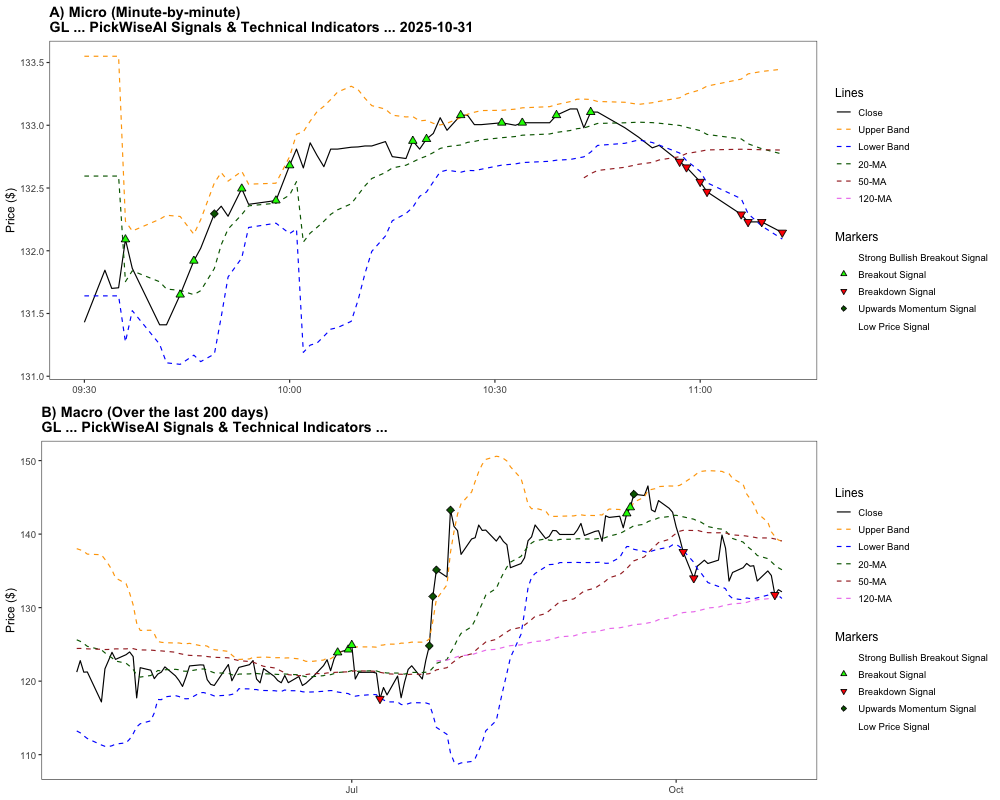 A) Micro (Minute-by-minute)
GL ... PickWiseAI Signals & Technical Indicators ... 2025-10-31
Price ($)
133.5
133.0
132.5
132.0
131.5
131.0
09:30
10:00
10:30
11:00
Lines
Close
Upper Band
Lower Band
20-MA
50-MA
120-MA
Markers
Strong Bullish Breakout Signal
Breakout Signal
Breakdown Signal
Upwards Momentum Signal
Low Price Signal
B) Macro (Over the last 200 days)
GL ... PickWiseAI Signals & Technical Indicators ...
Price ($)
150
140
130
120
110
Jul
Oct
Lines
Close
Upper Band
Lower Band
20-MA
50-MA
120-MA
Markers
Strong Bullish Breakout Signal
Breakout Signal
Breakdown Signal
Upwards Momentum Signal
Low Price Signal